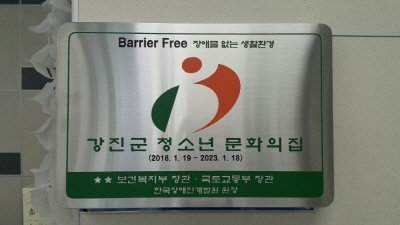 Barrier Free 장애물 없는 생활환경
강진군 청소년 문화의집
(2018. 1. 19 ~ 2023. 1. 18)
★★ 보건복지부 장관 · 국토교통부 장관
한국장애인개발원 원장